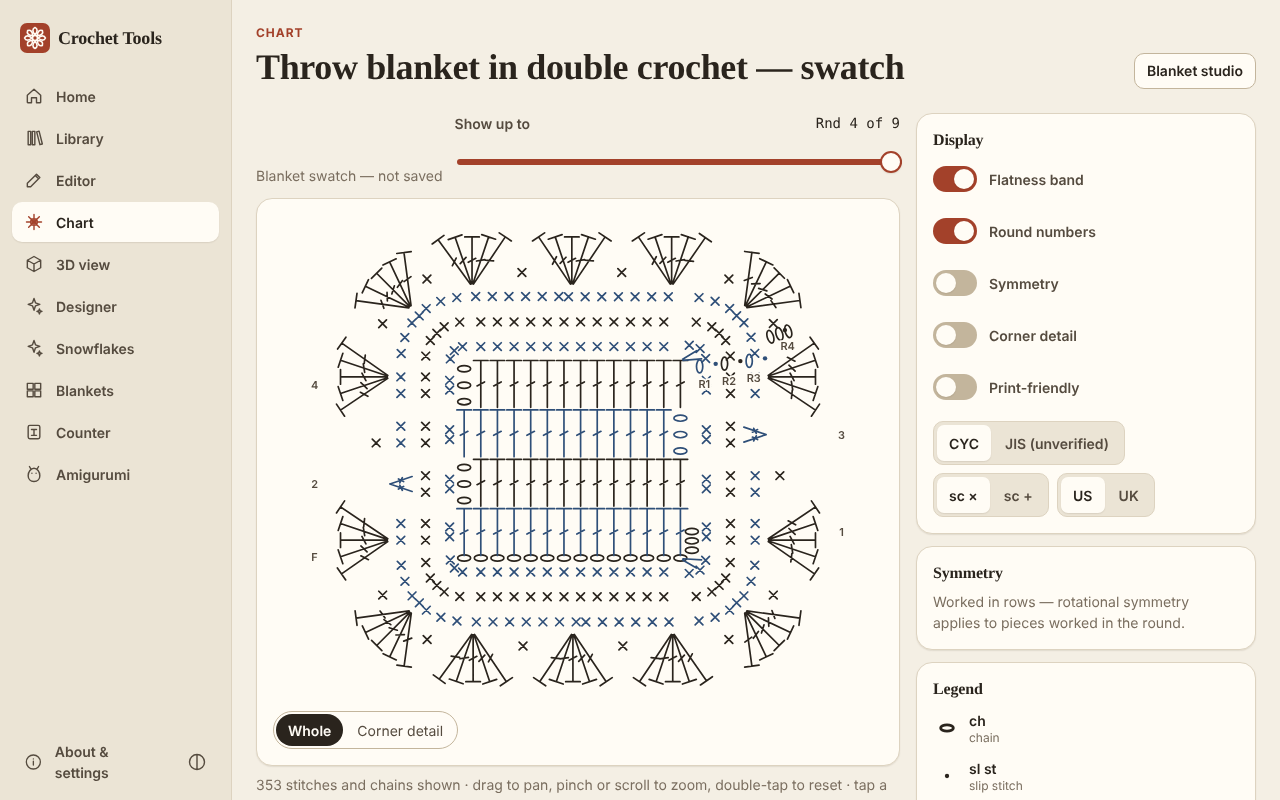 Crochet Tools
Home
Library
Editor
Chart
3D view
Designer
Snowflakes
Blankets
Counter
Amigurumi
About &
settings
CHART
Throw blanket in double crochet — swatch
Blanket studio
Show up to
Rnd 4 of 9
Blanket swatch — not saved
R4
R1
R2
R3
4
3
2
1
F
Whole
Corner detail
353 stitches and chains shown · drag to pan, pinch or scroll to zoom, double-tap to reset · tap a
Display
Flatness band
Round numbers
Symmetry
Corner detail
Print-friendly
CYC
JIS (unverified)
sc ×
sc +
US
UK
Symmetry
Worked in rows — rotational symmetry
applies to pieces worked in the round.
Legend
ch
chain
sl st
slip stitch